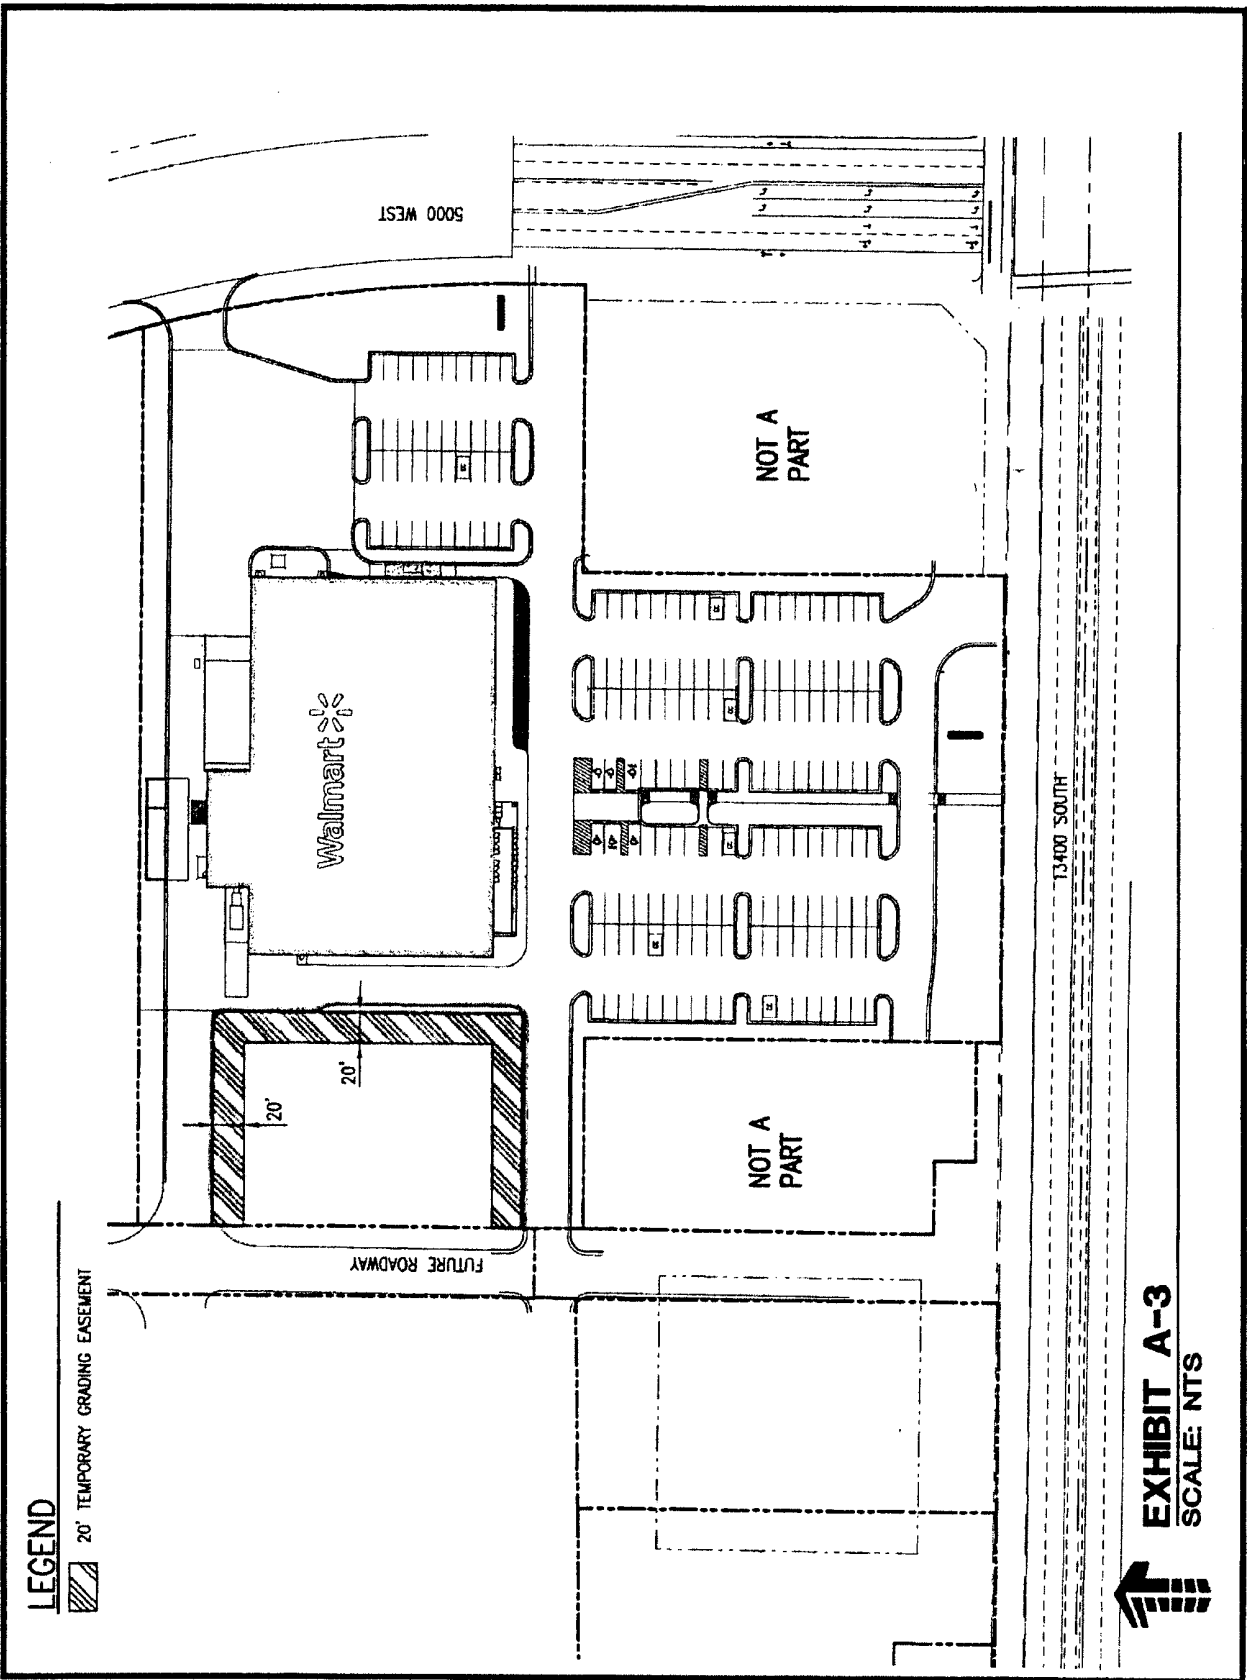 LEGEND
20' TEMPORARY GRADING EASEMENT
5000 WEST
Walmart
20'
20'
FUTURE ROADWAY
NOT A
PART
NOT A
PART
13400 SOUTH
EXHIBIT A-3
SCALE: NTS